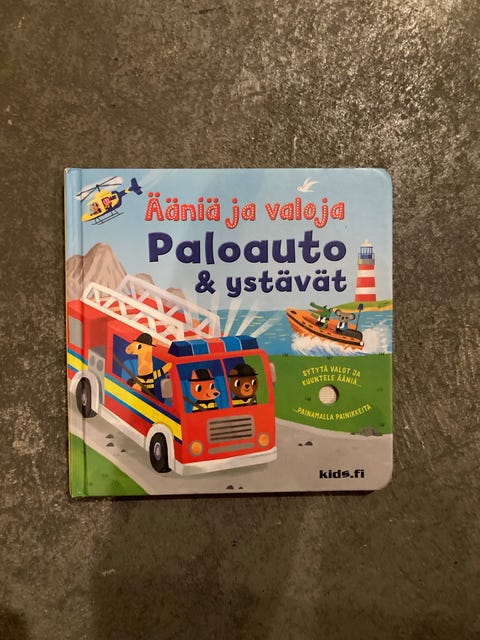 Ääniä ja valoja
Paloauto
& ystävät
SYTYTÄ VALOT JA
KUUNTELE ÄÄNIÄ...
...PAINAMALLA PAINIKKEITA
kids.fi